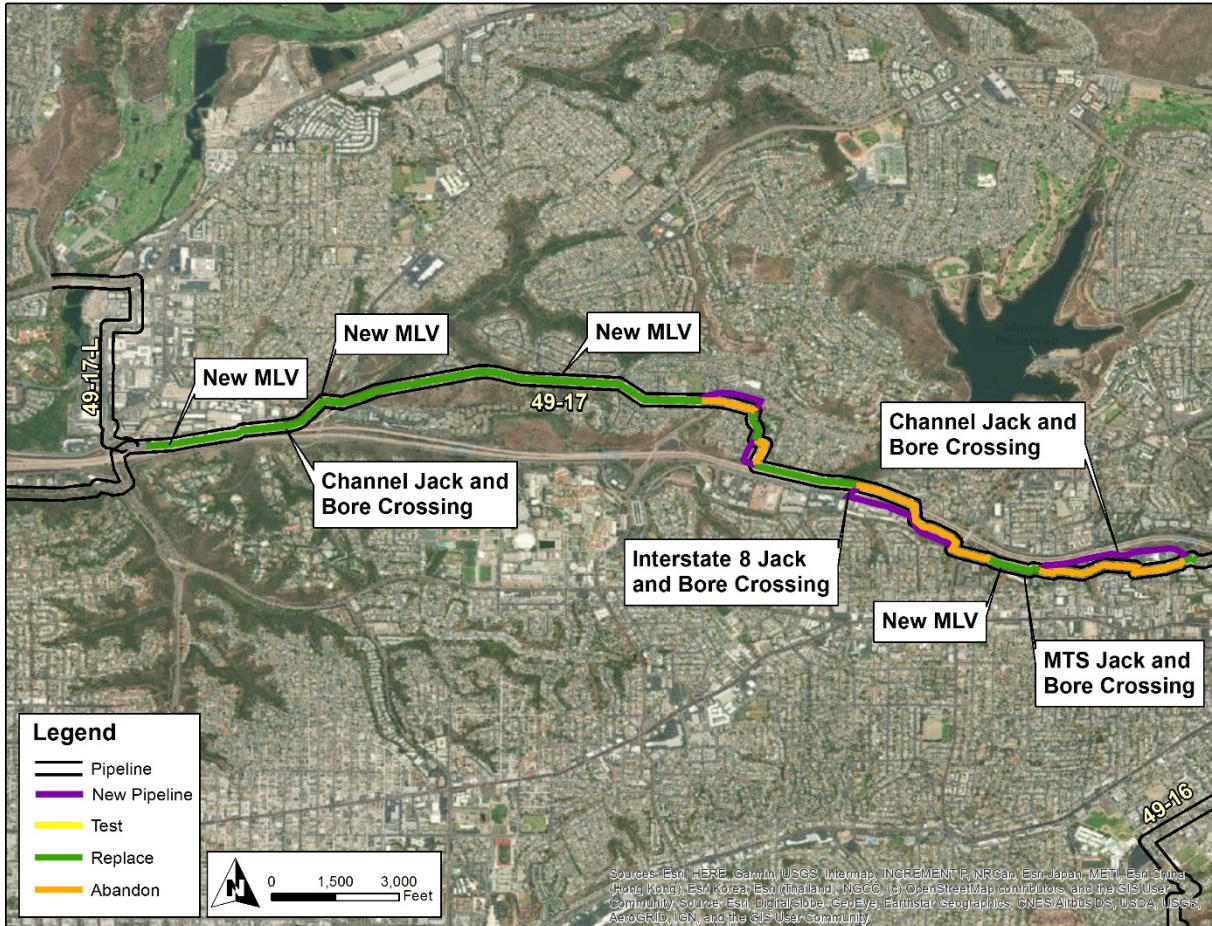 New MLV
New MLV
New MLV
49-17-L
49-17
Murray
Reservoir
Channel Jack and
Bore Crossing
Channel Jack and
Bore Crossing
Interstate 8 Jack
and Bore Crossing
New MLV
MTS Jack and
Bore Crossing
49-16
Legend
Pipeline
New Pipeline
Test
Replace
Abandon
N
0 1,500 3,000
Feet
Sources: Esri, HERE, Garmin, USGS, Intermap, INCREMENT P, NRCan, Esri Japan, METI, Esri China
(Hong Kong), Esri Korea, Esri (Thailand), NGCC, (c) OpenStreetMap contributors, and the GIS User
Community Source: Esri, DigitalGlobe, GeoEye, Earthstar Geographics, CNES/Airbus DS, USDA, USGS,
AeroGRID, IGN, and the GIS User Community